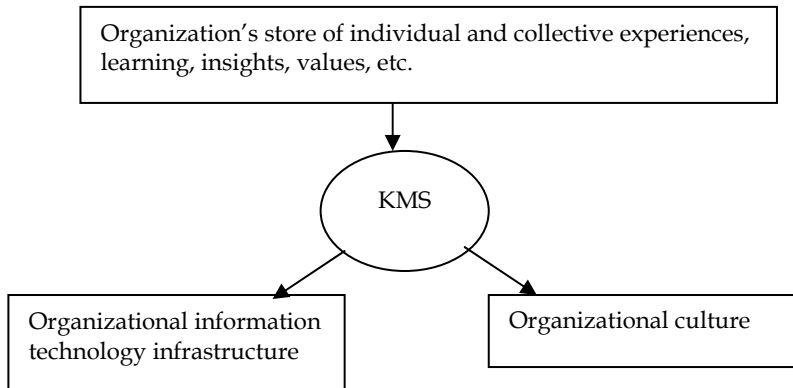 Organization’s store of individual and collective experiences,
learning, insights, values, etc.
KMS
Organizational information
technology infrastructure
Organizational culture